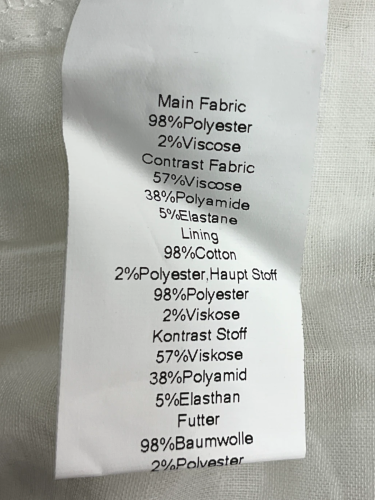 Main Fabric
98%Polyester
2%Viscose
Contrast Fabric
57%Viscose
38%Polyamide
5%Elastane
Lining
98%Cotton
2%Polyester,Haupt Stoff
98%Polyester
2%Viskose
Kontrast Stoff
57%Viskose
38%Polyamid
5%Elasthan
Futter
98%Baumwolle
2%Polyester